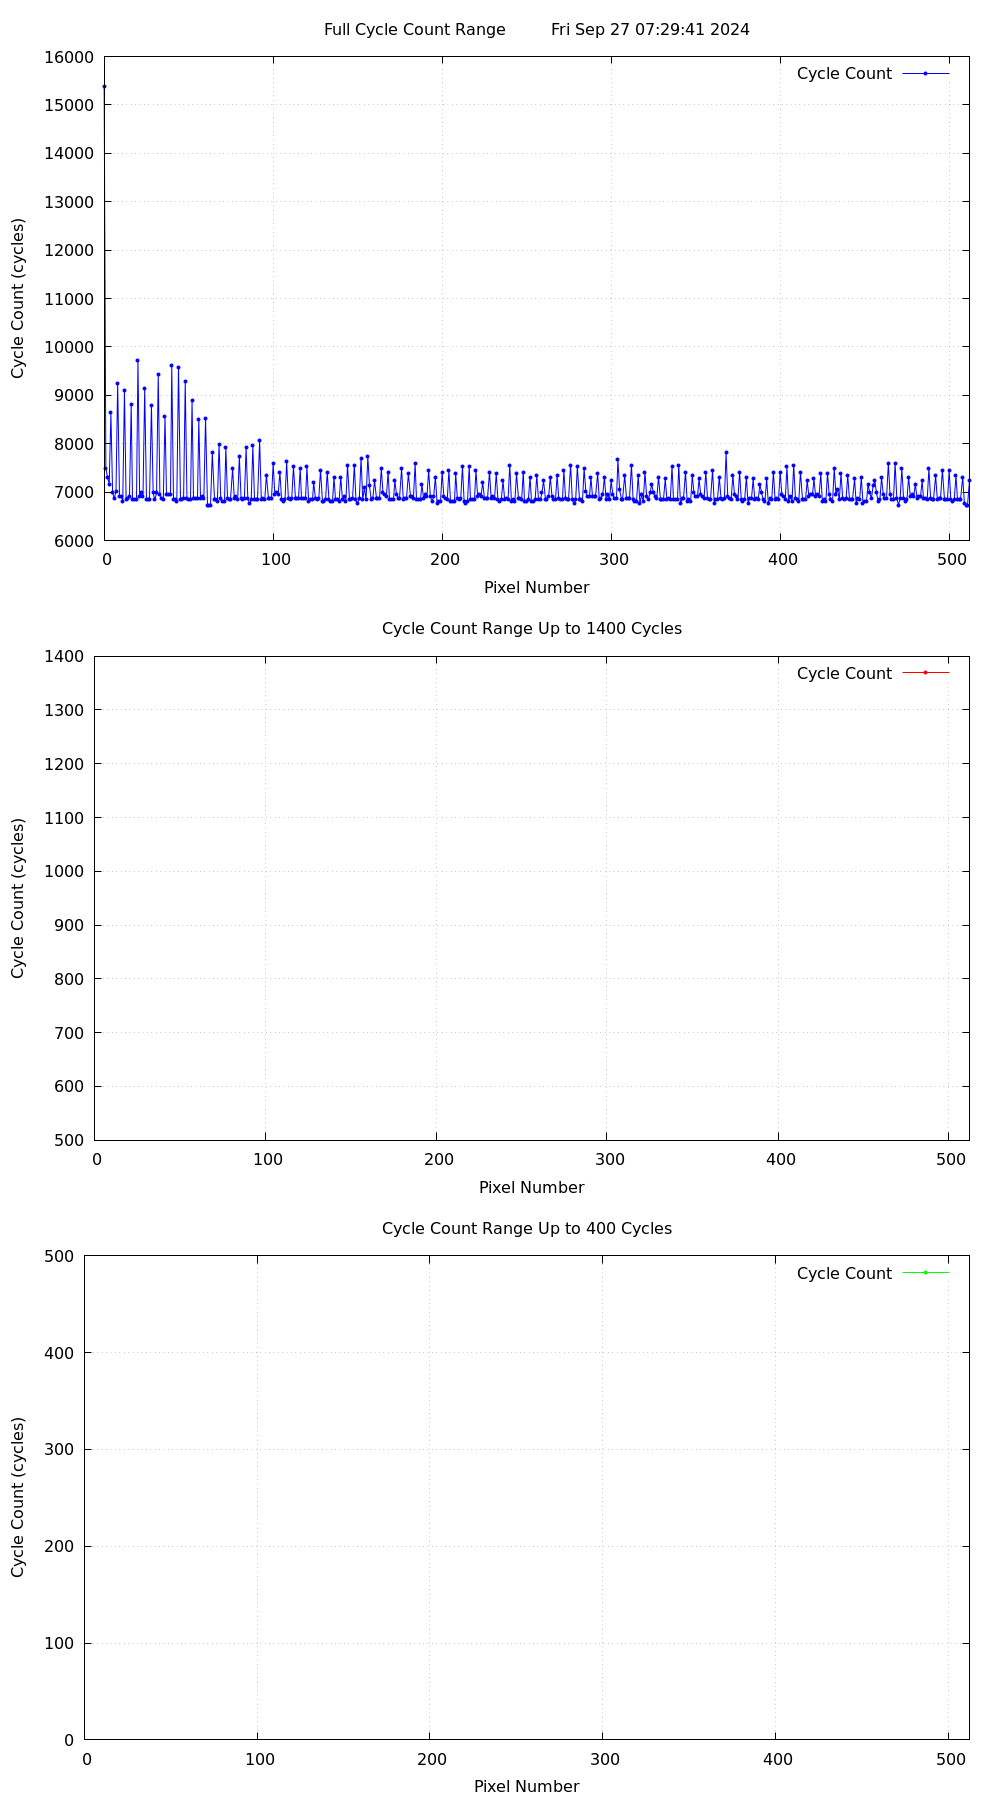 Full Cycle Count Range Fri Sep 27 07:29:41 2024
Cycle Count
16000
15000
14000
13000
12000
11000
10000
9000
8000
7000
6000
Cycle Count (cycles)
0 100 200 300 400 500
Pixel Number
Cycle Count Range Up to 1400 Cycles
Cycle Count
1400
1300
1200
1100
1000
900
800
700
600
500
Cycle Count (cycles)
0 100 200 300 400 500
Pixel Number
Cycle Count Range Up to 400 Cycles
Cycle Count
500
400
300
200
100
0
Cycle Count (cycles)
0 100 200 300 400 500
Pixel Number